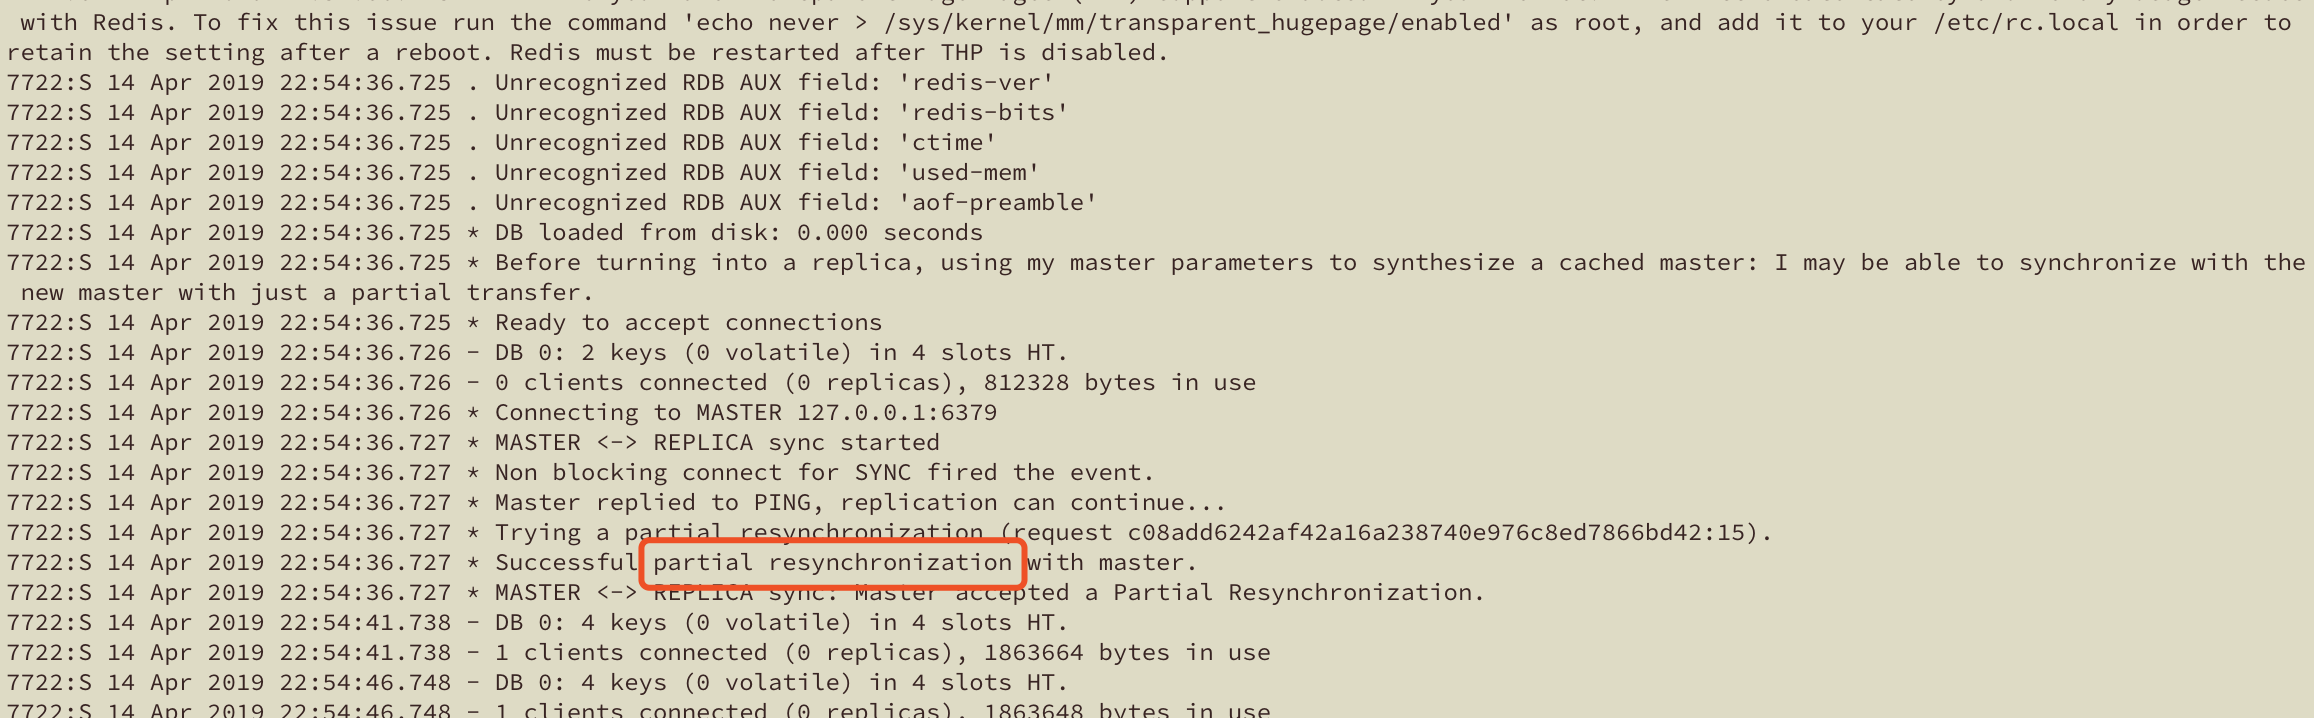 with Redis. To fix this issue run the command 'echo never > /sys/kernel/mm/transparent_hugepage/enabled' as root, and add it to your /etc/rc.local in order to
retain the setting after a reboot. Redis must be restarted after THP is disabled.
7722:S 14 Apr 2019 22:54:36.725 . Unrecognized RDB AUX field: 'redis-ver'
7722:S 14 Apr 2019 22:54:36.725 . Unrecognized RDB AUX field: 'redis-bits'
7722:S 14 Apr 2019 22:54:36.725 . Unrecognized RDB AUX field: 'ctime'
7722:S 14 Apr 2019 22:54:36.725 . Unrecognized RDB AUX field: 'used-mem'
7722:S 14 Apr 2019 22:54:36.725 . Unrecognized RDB AUX field: 'aof-preamble'
7722:S 14 Apr 2019 22:54:36.725 * DB loaded from disk: 0.000 seconds
7722:S 14 Apr 2019 22:54:36.725 * Before turning into a replica, using my master parameters to synthesize a cached master: I may be able to synchronize with the
new master with just a partial transfer.
7722:S 14 Apr 2019 22:54:36.725 * Ready to accept connections
7722:S 14 Apr 2019 22:54:36.726 - DB 0: 2 keys (0 volatile) in 4 slots HT.
7722:S 14 Apr 2019 22:54:36.726 - 0 clients connected (0 replicas), 812328 bytes in use
7722:S 14 Apr 2019 22:54:36.726 * Connecting to MASTER 127.0.0.1:6379
7722:S 14 Apr 2019 22:54:36.727 * MASTER <-> REPLICA sync started
7722:S 14 Apr 2019 22:54:36.727 * Non blocking connect for SYNC fired the event.
7722:S 14 Apr 2019 22:54:36.727 * Master replied to PING, replication can continue...
7722:S 14 Apr 2019 22:54:36.727 * Trying a partial resynchronization (request c08add6242af42a16a238740e976c8ed7866bd42:15).
7722:S 14 Apr 2019 22:54:36.727 * Successful partial resynchronization with master.
7722:S 14 Apr 2019 22:54:36.727 * MASTER <-> REPLICA sync: Master accepted a Partial Resynchronization.
7722:S 14 Apr 2019 22:54:41.738 - DB 0: 4 keys (0 volatile) in 4 slots HT.
7722:S 14 Apr 2019 22:54:41.738 - 1 clients connected (0 replicas), 1863664 bytes in use
7722:S 14 Apr 2019 22:54:46.748 - DB 0: 4 keys (0 volatile) in 4 slots HT.
7722:S 14 Apr 2019 22:54:46.748 - 1 clients connected (0 replicas), 1863648 bytes in use